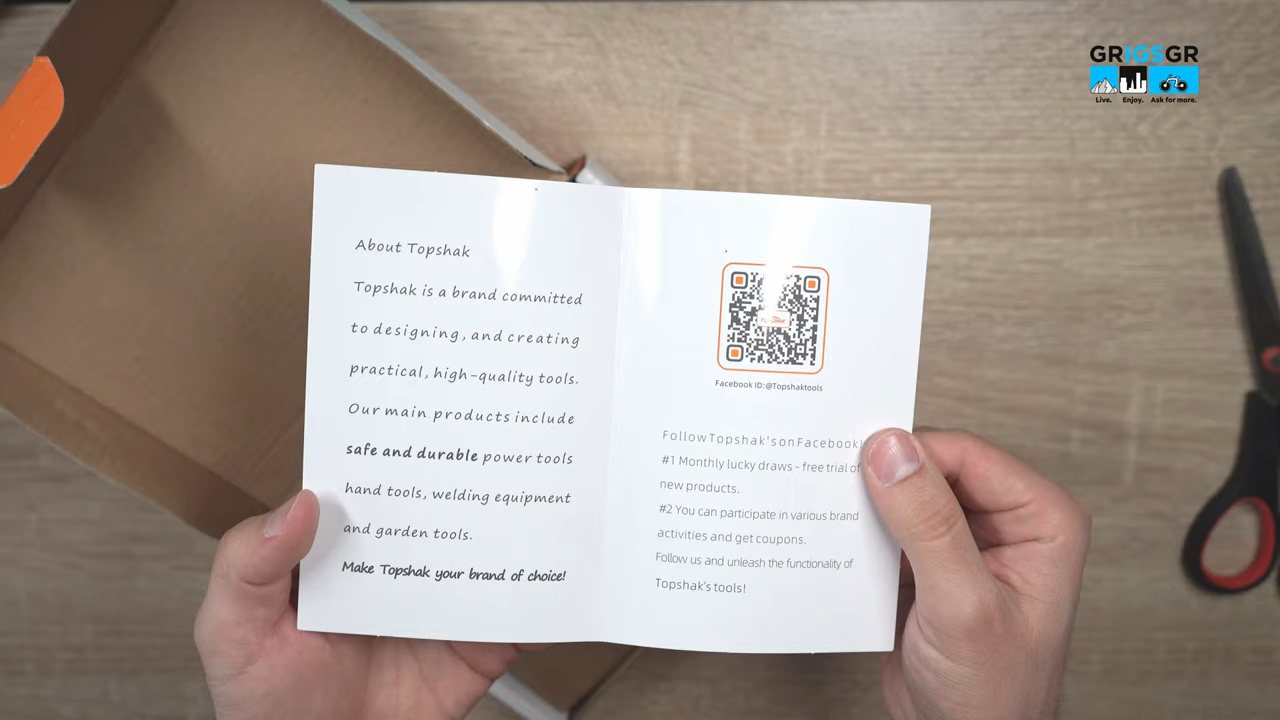 GRIGSGR
Live. Enjoy. Ask for more.
About Topshak
Topshak is a brand committed
to designing, and creating
practical, high-quality tools.
Our main products include
safe and durable power tools
hand tools, welding equipment
and garden tools.
Make Topshak your brand of choice!
Facebook ID:@Topshaktools
Follow Topshak's on Facebook!
#1 Monthly lucky draws - free trial of
new products.
#2 You can participate in various brand
activities and get coupons.
Follow us and unleash the functionality of
Topshak's tools!